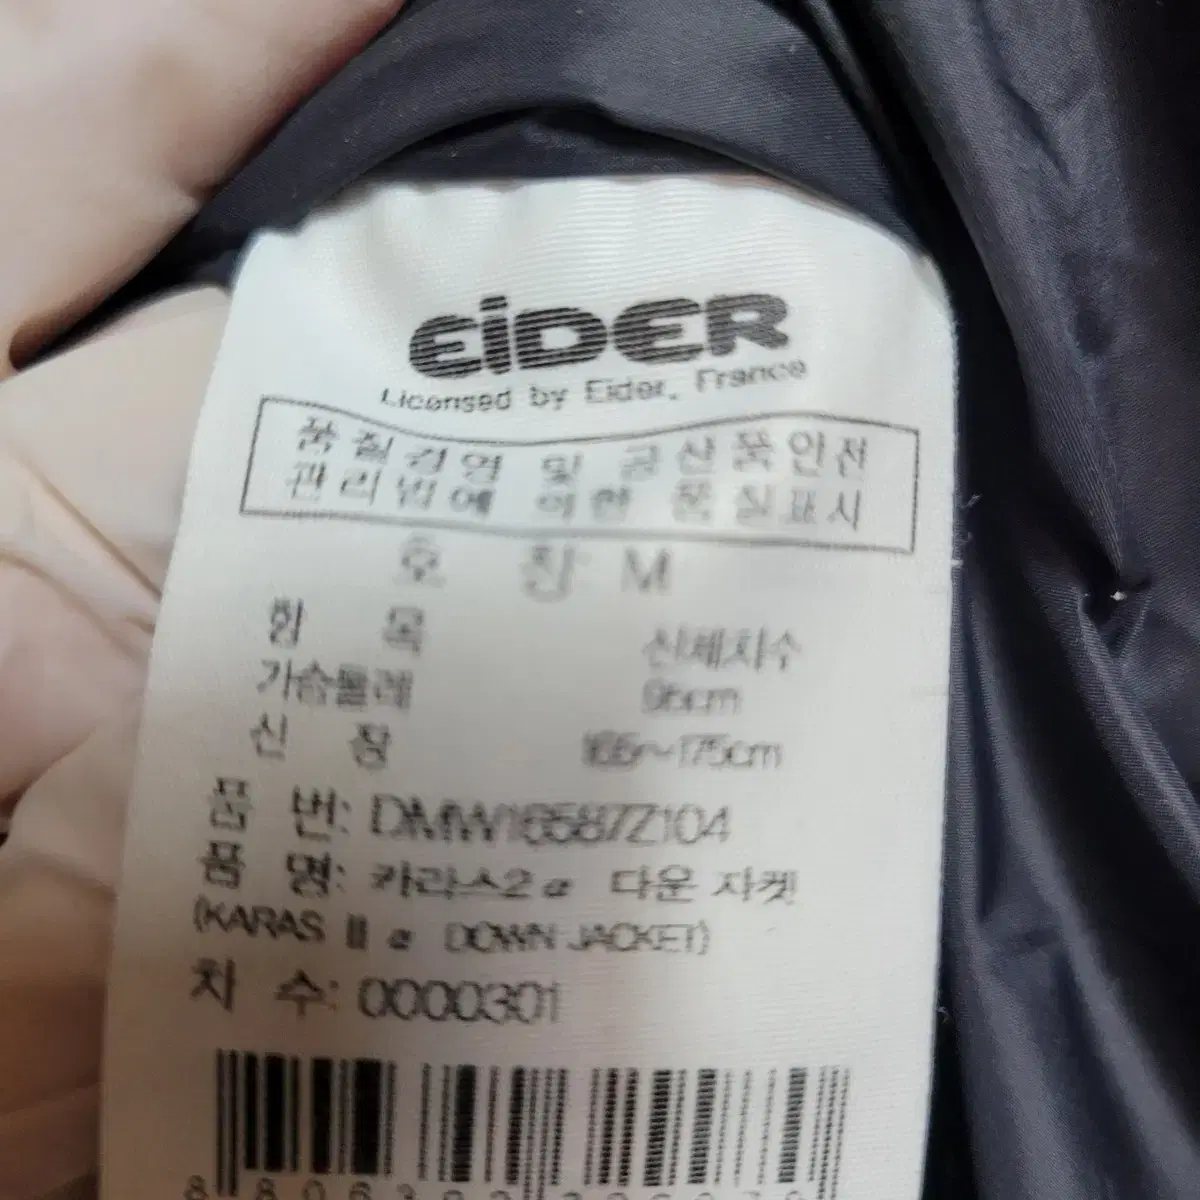 EiDER
Licensed by Eider, France
품질경영 및 공산품안전
관리법에 의한 품질표시
호 칭: M
항 목 신체치수
가슴둘레 95cm
신 장 165~175cm
품 번: DMW16587Z104
품 명: 카라스2 α 다운 자켓
(KARAS II α DOWN JACKET)
차 수: 0000301